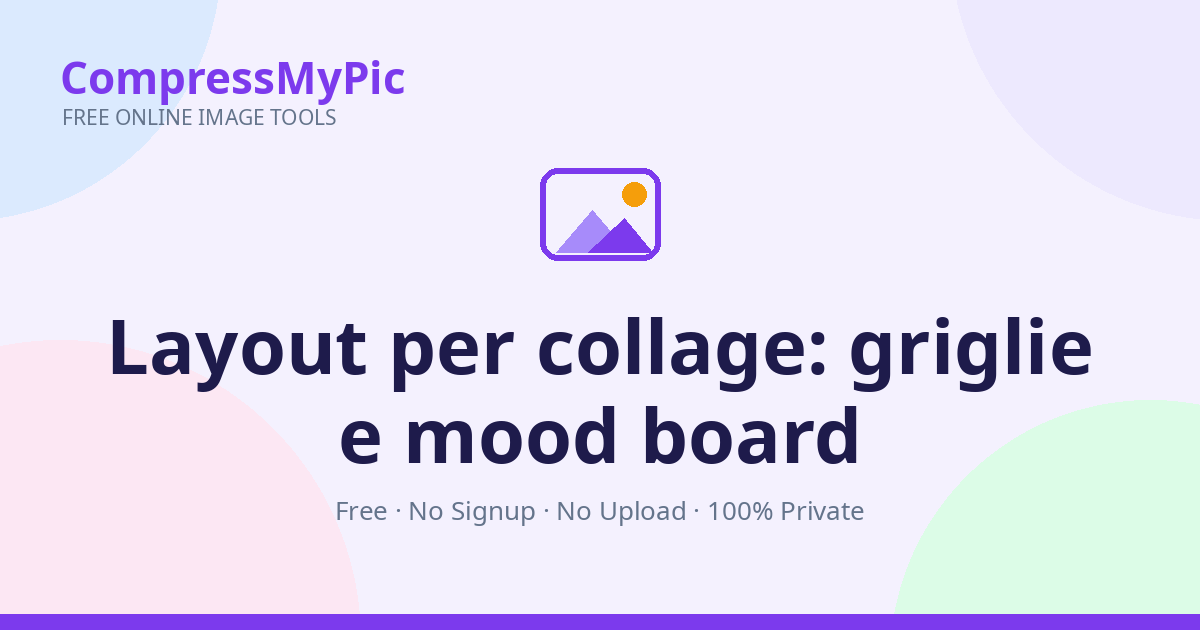 CompressMyPic
FREE ONLINE IMAGE TOOLS
Layout per collage: griglie
e mood board
Free · No Signup · No Upload · 100% Private